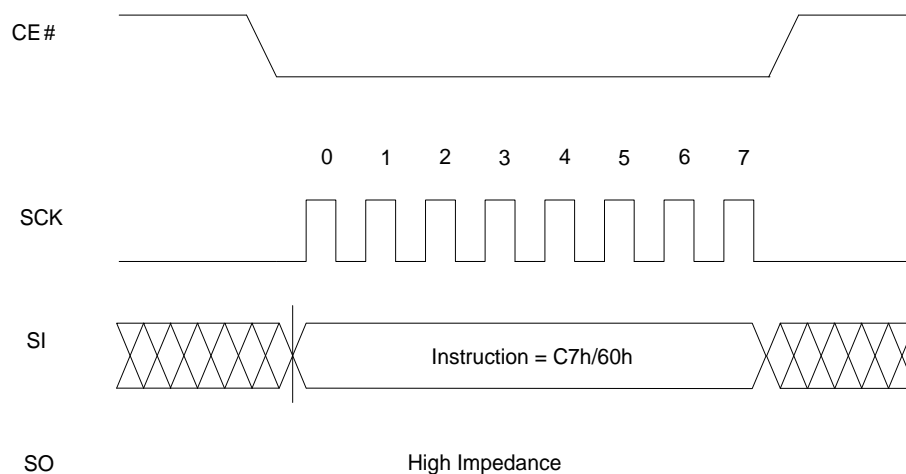 CE#
0 1 2 3 4 5 6 7
SCK
SI
Instruction = C7h/60h
SO
High Impedance